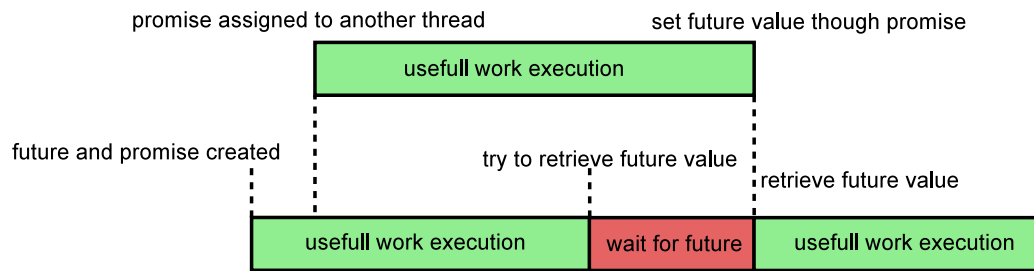 promise assigned to another thread
set future value though promise
usefull work execution
future and promise created
try to retrieve future value
retrieve future value
usefull work execution
wait for future
usefull work execution